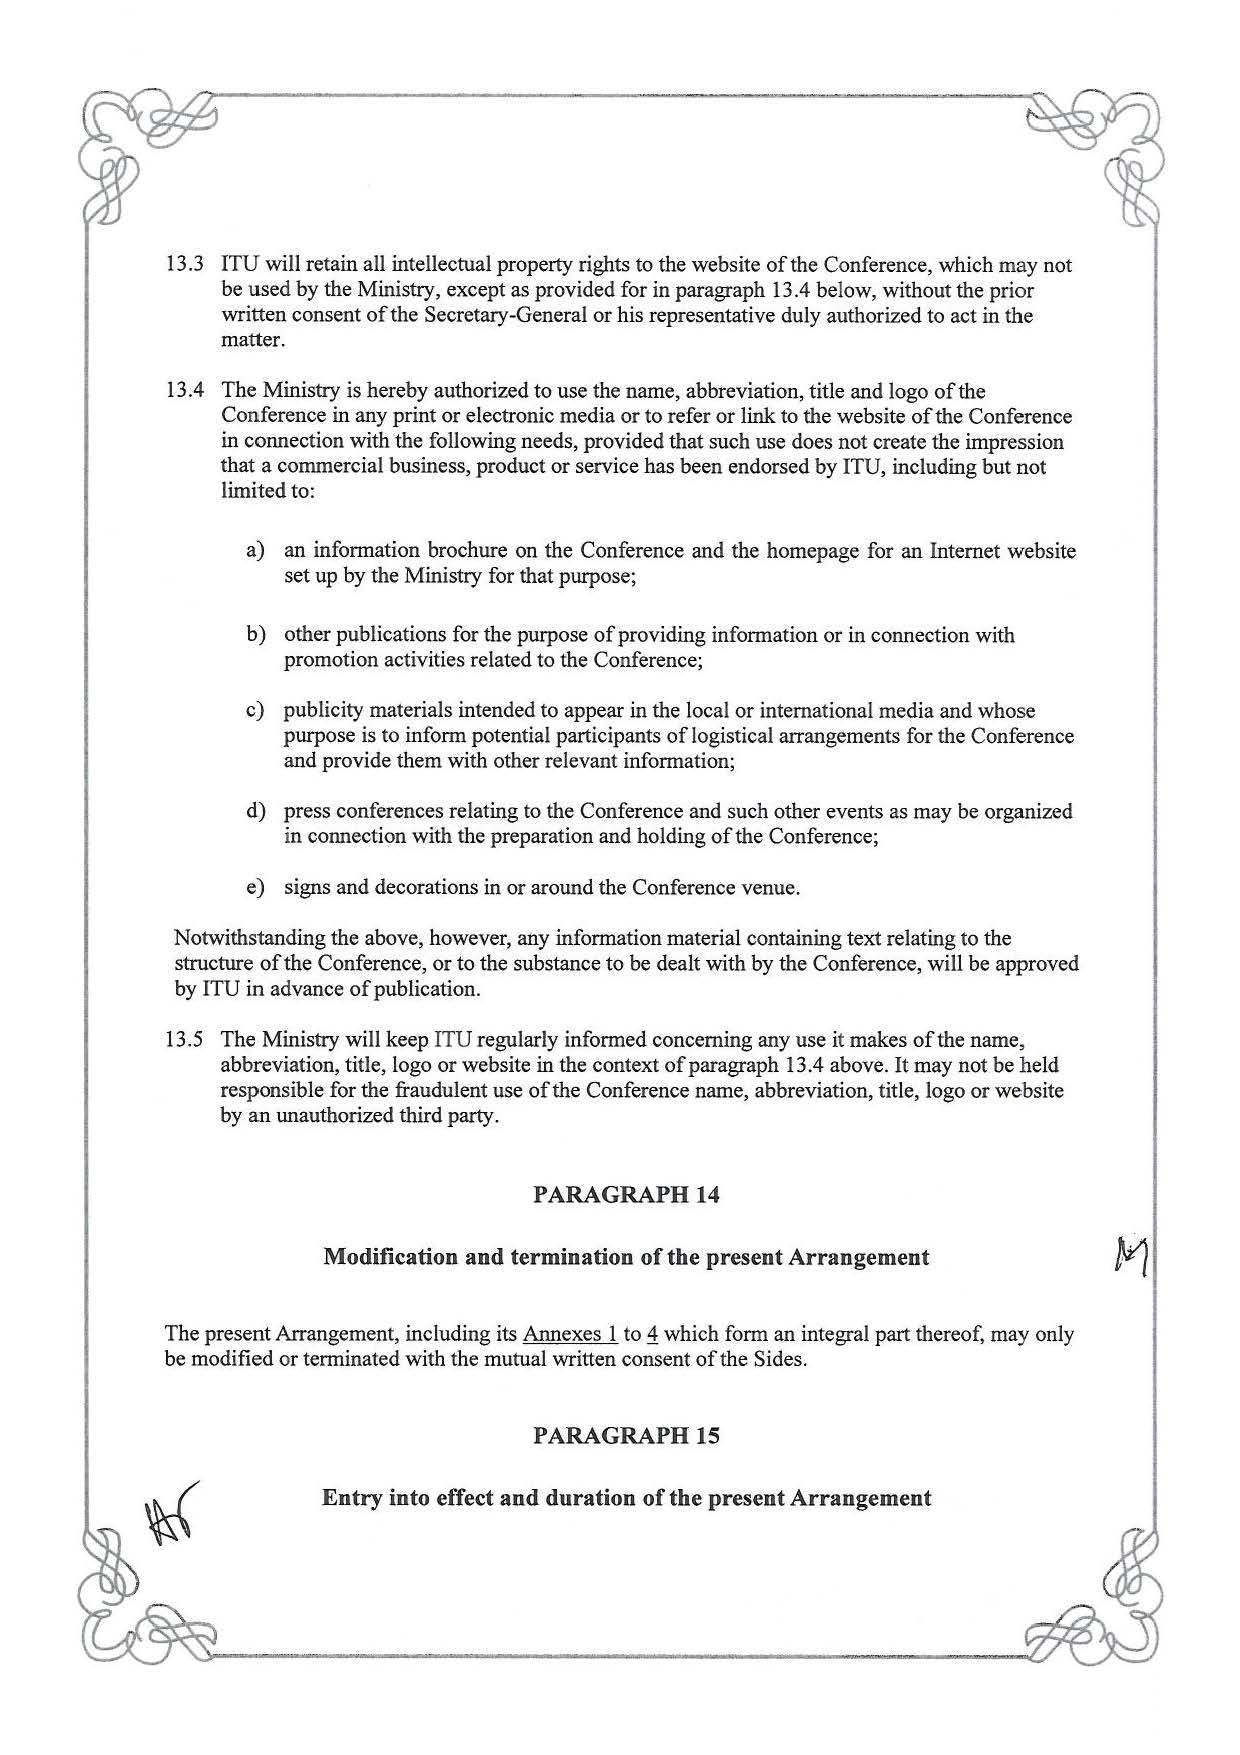 13.3 ITU will retain all intellectual property rights to the website of the Conference, which may not
be used by the Ministry, except as provided for in paragraph 13.4 below, without the prior
written consent of the Secretary-General or his representative duly authorized to act in the
matter.
13.4 The Ministry is hereby authorized to use the name, abbreviation, title and logo of the
Conference in any print or electronic media or to refer or link to the website of the Conference
in connection with the following needs, provided that such use does not create the impression
that a commercial business, product or service has been endorsed by ITU, including but not
limited to:
a) an information brochure on the Conference and the homepage for an Internet website
set up by the Ministry for that purpose;
b) other publications for the purpose of providing information or in connection with
promotion activities related to the Conference;
c) publicity materials intended to appear in the local or international media and whose
purpose is to inform potential participants of logistical arrangements for the Conference
and provide them with other relevant information;
d) press conferences relating to the Conference and such other events as may be organized
in connection with the preparation and holding of the Conference;
e) signs and decorations in or around the Conference venue.
Notwithstanding the above, however, any information material containing text relating to the
structure of the Conference, or to the substance to be dealt with by the Conference, will be approved
by ITU in advance of publication.
13.5 The Ministry will keep ITU regularly informed concerning any use it makes of the name,
abbreviation, title, logo or website in the context of paragraph 13.4 above. It may not be held
responsible for the fraudulent use of the Conference name, abbreviation, title, logo or website
by an unauthorized third party.
PARAGRAPH 14
Modification and termination of the present Arrangement
The present Arrangement, including its Annexes 1 to 4 which form an integral part thereof, may only
be modified or terminated with the mutual written consent of the Sides.
PARAGRAPH 15
Entry into effect and duration of the present Arrangement